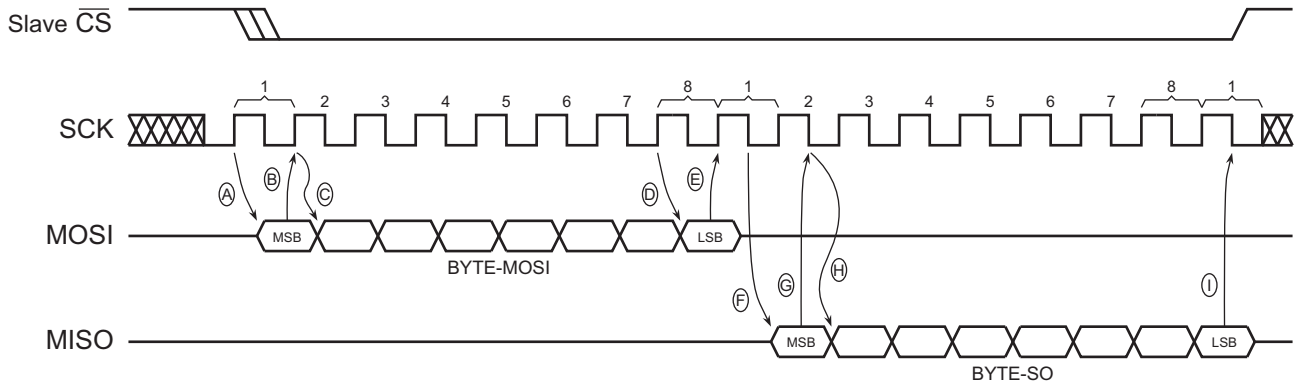 Slave CS
1 2 3 4 5 6 7 8 1 2 3 4 5 6 7 8 1
SCK
A B C D E
MOSI MSB LSB
BYTE-MOSI
F G H I
MISO MSB LSB
BYTE-SO